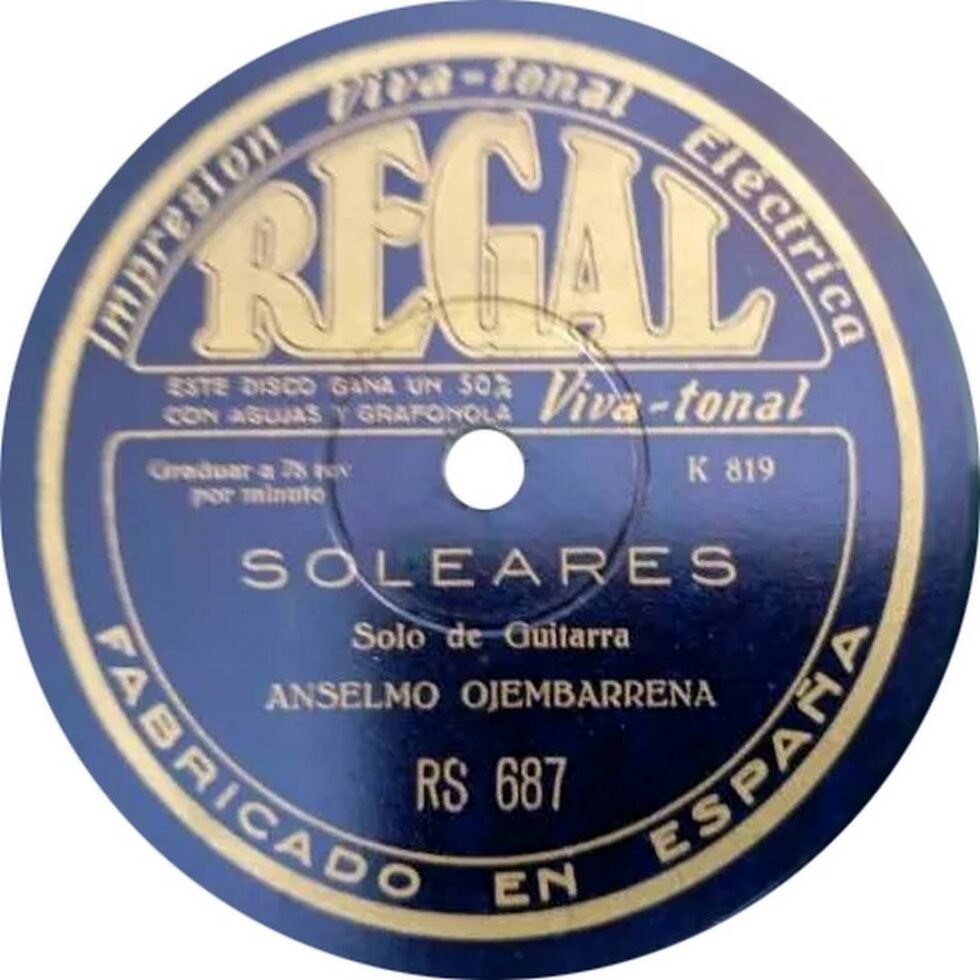 Impresion Viva-tonal Eléctrica
REGAL
ESTE DISCO GANA UN 50%
CON AGUJAS Y GRAFONOLA
Viva-tonal
Graduar a 78 rev
por minuto
K 819
SOLEARES
Solo de Guitarra
ANSELMO OJEMBARRENA
RS 687
FABRICADO EN ESPAÑA